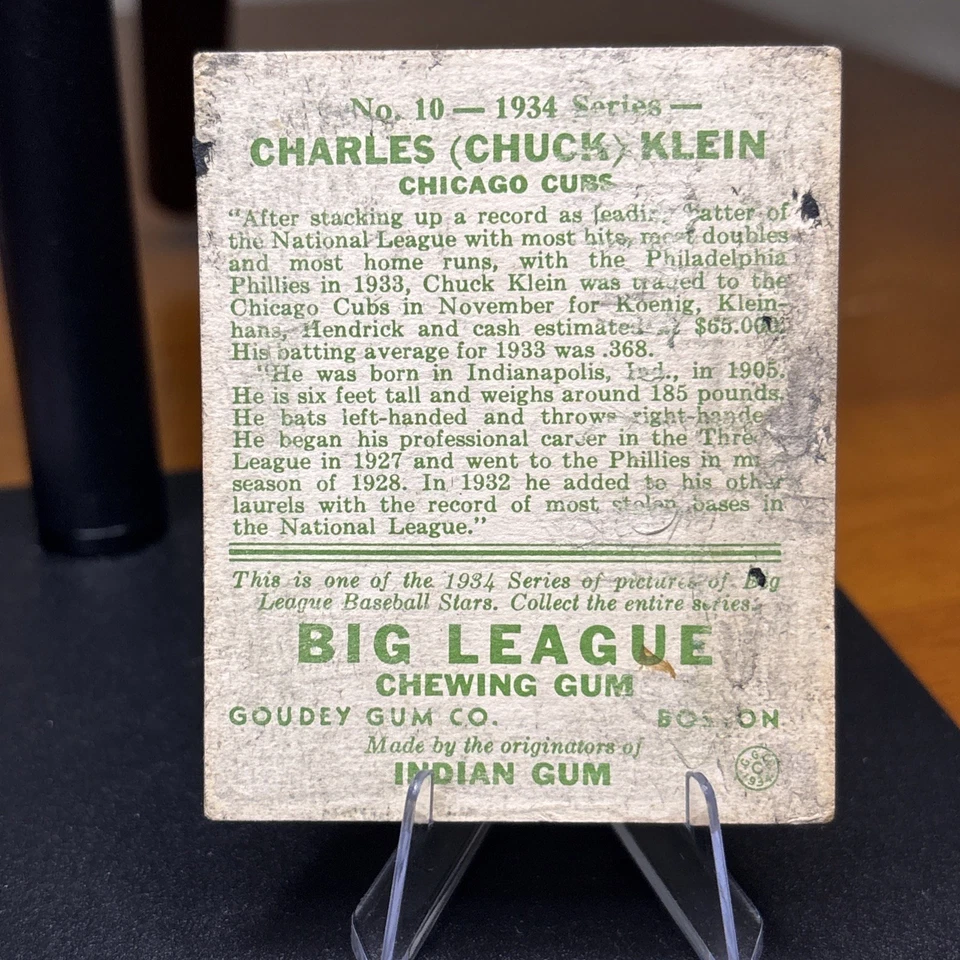 No. 10 — 1934 Series —
CHARLES (CHUCK) KLEIN
CHICAGO CUBS
"After stacking up a record as leading batter of
the National League with most hits, most doubles
and most home runs, with the Philadelphia
Phillies in 1933, Chuck Klein was traded to the
Chicago Cubs in November for Koenig, Klein-
hans, Hendrick and cash estimated $65.000.
His batting average for 1933 was .368.
"He was born in Indianapolis, Ind., in 1905.
He is six feet tall and weighs around 185 pounds.
He bats left-handed and throws right-handed.
He began his professional career in the Three
League in 1927 and went to the Phillies in
season of 1928. In 1932 he added to his other
laurels with the record of most stolen bases in
the National League."
This is one of the 1934 Series of pictures of Big
League Baseball Stars. Collect the entire series.
BIG LEAGUE
CHEWING GUM
GOUDEY GUM CO. BOSTON
Made by the originators of
INDIAN GUM